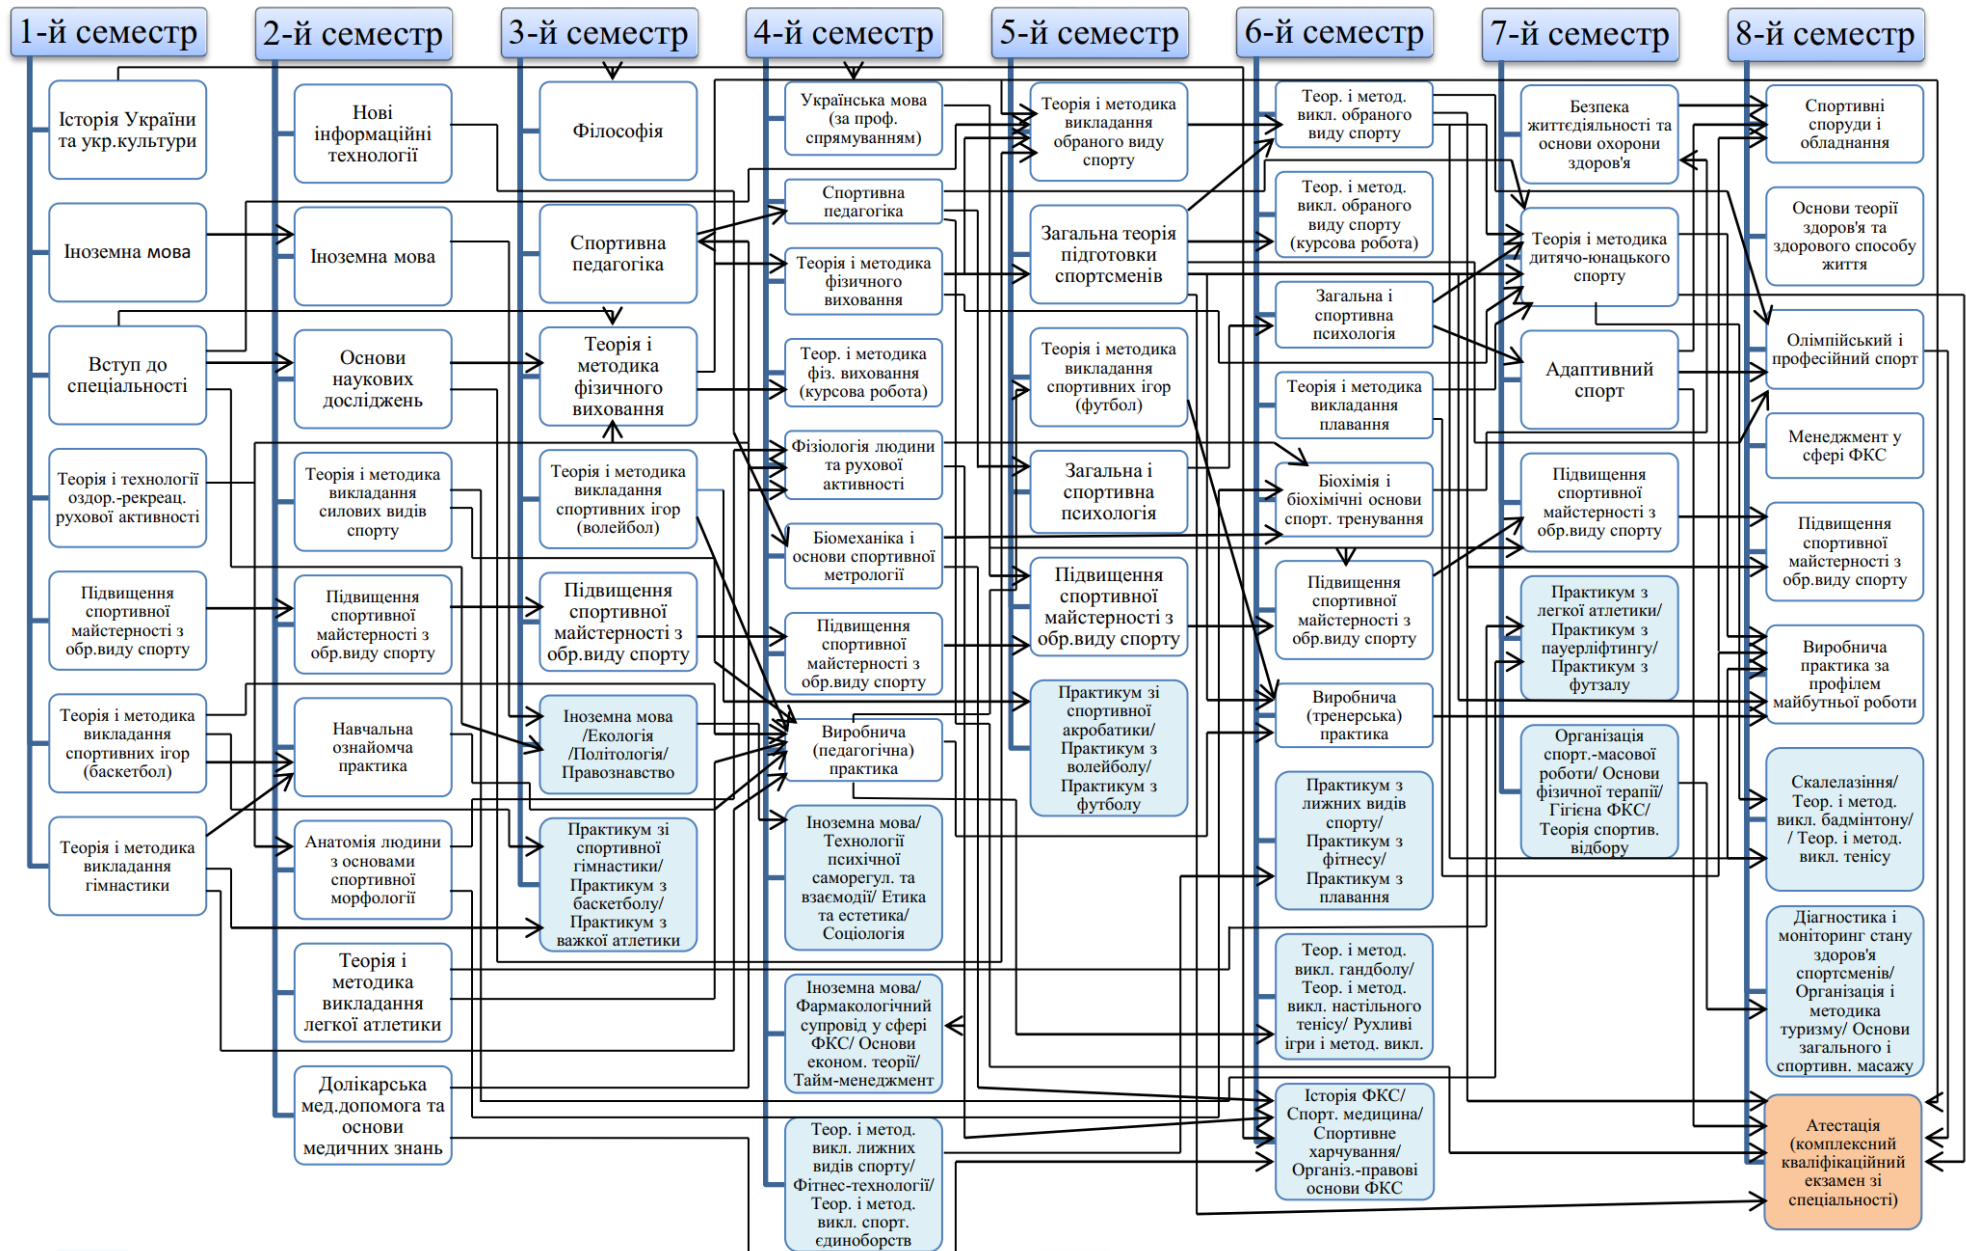 1-й семестр
Історія України
та укр.культури
Іноземна мова
Вступ до
спеціальності
Теорія і технології
оздор.-рекреац.
рухової активності
Підвищення
спортивної
майстерності з
обр.виду спорту
Теорія і методика
викладання
спортивних ігор
(баскетбол)
Теорія і методика
викладання
гімнастики
2-й семестр
Нові
інформаційні
технології
Іноземна мова
Основи
наукових
досліджень
Теорія і методика
викладання
силових видів
спорту
Підвищення
спортивної
майстерності з
обр.виду спорту
Навчальна
ознайомча
практика
Анатомія людини
з основами
спортивної
морфології
Теорія і
методика
викладання
легкої атлетики
Долікарська
мед.допомога та
основи
медичних знань
3-й семестр
Філософія
Спортивна
педагогіка
Теорія і
методика
фізичного
виховання
Теорія і методика
викладання
спортивних ігор
(волейбол)
Підвищення
спортивної
майстерності з
обр.виду спорту
Іноземна мова
/Екологія
/Політологія/
Правознавство
Практикум зі
спортивної
гімнастики/
Практикум з
баскетболу/
Практикум з
важкої атлетики
4-й семестр
Українська мова
(за проф.
спрямуванням)
Спортивна
педагогіка
Теорія і методика
фізичного
виховання
Теор. і методика
фіз. виховання
(курсова робота)
Фізіологія людини
та рухової
активності
Біомеханіка і
основи спортивної
метрології
Підвищення
спортивної
майстерності з
обр.виду спорту
Виробнича
(педагогічна)
практика
Іноземна мова/
Технології
психічної
саморегул. та
взаємодії/ Етика
та естетика/
Соціологія
Іноземна мова/
Фармакологічний
супровід у сфері
ФКС/ Основи
економ. теорії/
Тайм-менеджмент
Теор. і метод.
викл. лижних
видів спорту/
Фітнес-технології/
Теор. і метод.
викл. спорт.
єдиноборств
5-й семестр
Теорія і методика
викладання
обраного виду
спорту
Загальна теорія
підготовки
спортсменів
Теорія і методика
викладання
спортивних ігор
(футбол)
Загальна і
спортивна
психологія
Підвищення
спортивної
майстерності з
обр.виду спорту
Практикум зі
спортивної
акробатики/
Практикум з
волейболу/
Практикум з
футболу
6-й семестр
Теор. і метод.
викл. обраного
виду спорту
Теор. і метод.
викл. обраного
виду спорту
(курсова робота)
Загальна і
спортивна
психологія
Теорія і методика
викладання
плавання
Біохімія і
біохімічні основи
спорт. тренування
Підвищення
спортивної
майстерності з
обр.виду спорту
Виробнича
(тренерська)
практика
Практикум з
лижних видів
спорту/
Практикум з
фітнесу/
Практикум з
плавання
Теор. і метод.
викл. гандболу/
Теор. і метод.
викл. настільного
тенісу/ Рухливі
ігри і метод. викл.
Історія ФКС/
Спорт. медицина/
Спортивне
харчування/
Організ.-правові
основи ФКС
7-й семестр
Безпека
життєдіяльності та
основи охорони
здоров'я
Теорія і методика
дитячо-юнацького
спорту
Адаптивний
спорт
Підвищення
спортивної
майстерності з
обр.виду спорту
Практикум з
легкої атлетики/
Практикум з
пауерліфтингу/
Практикум з
футзалу
Організація
спорт.-масової
роботи/ Основи
фізичної терапії/
Гігієна ФКС/
Теорія спортив.
відбору
8-й семестр
Спортивні
споруди і
обладнання
Основи теорії
здоров'я та
здорового способу
життя
Олімпійський і
професійний спорт
Менеджмент у
сфері ФКС
Підвищення
спортивної
майстерності з
обр.виду спорту
Виробнича
практика за
профілем
майбутньої роботи
Скалелазіння/
Теор. і метод.
викл. бадмінтону/
/ Теор. і метод.
викл. тенісу
Діагностика і
моніторинг стану
здоров'я
спортсменів/
Організація і
методика
туризму/ Основи
загального і
спортивн. масажу
Атестація
(комплексний
кваліфікаційний
екзамен зі
спеціальності)